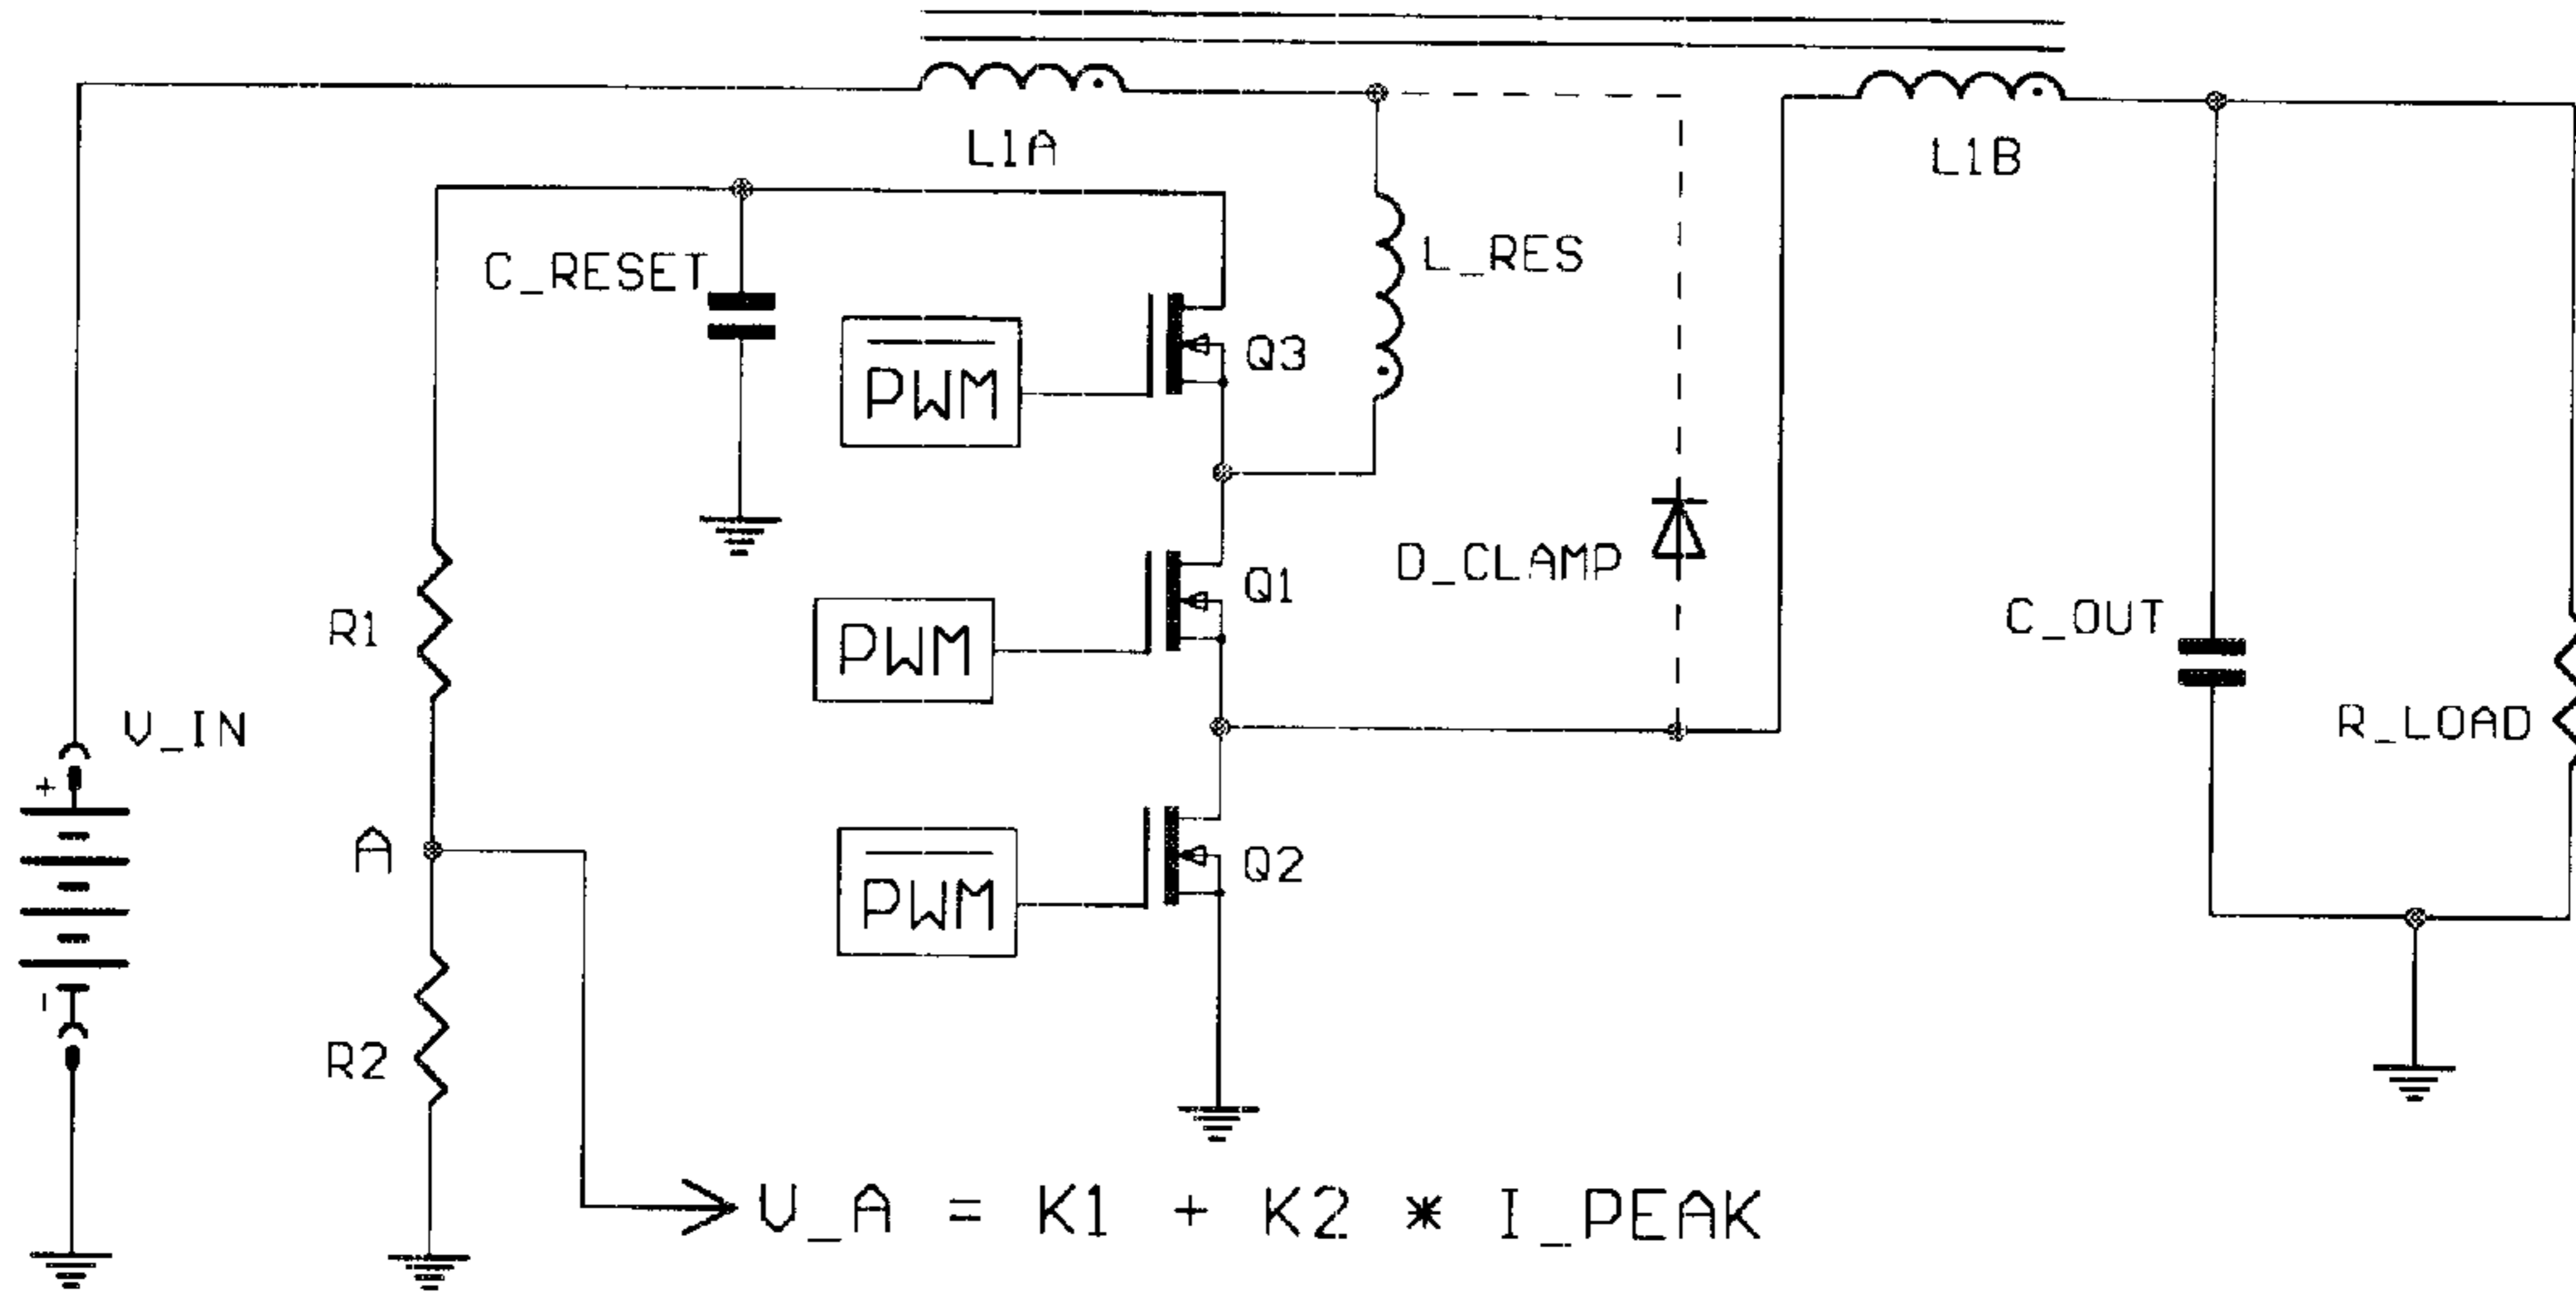 L1A
L1B
C_RESET
L_RES
Q3
PWM
Q1
D_CLAMP
PWM
R1
C_OUT
V_IN
R_LOAD
+
A
Q2
PWM
-
R2
V_A = K1 + K2 * I_PEAK